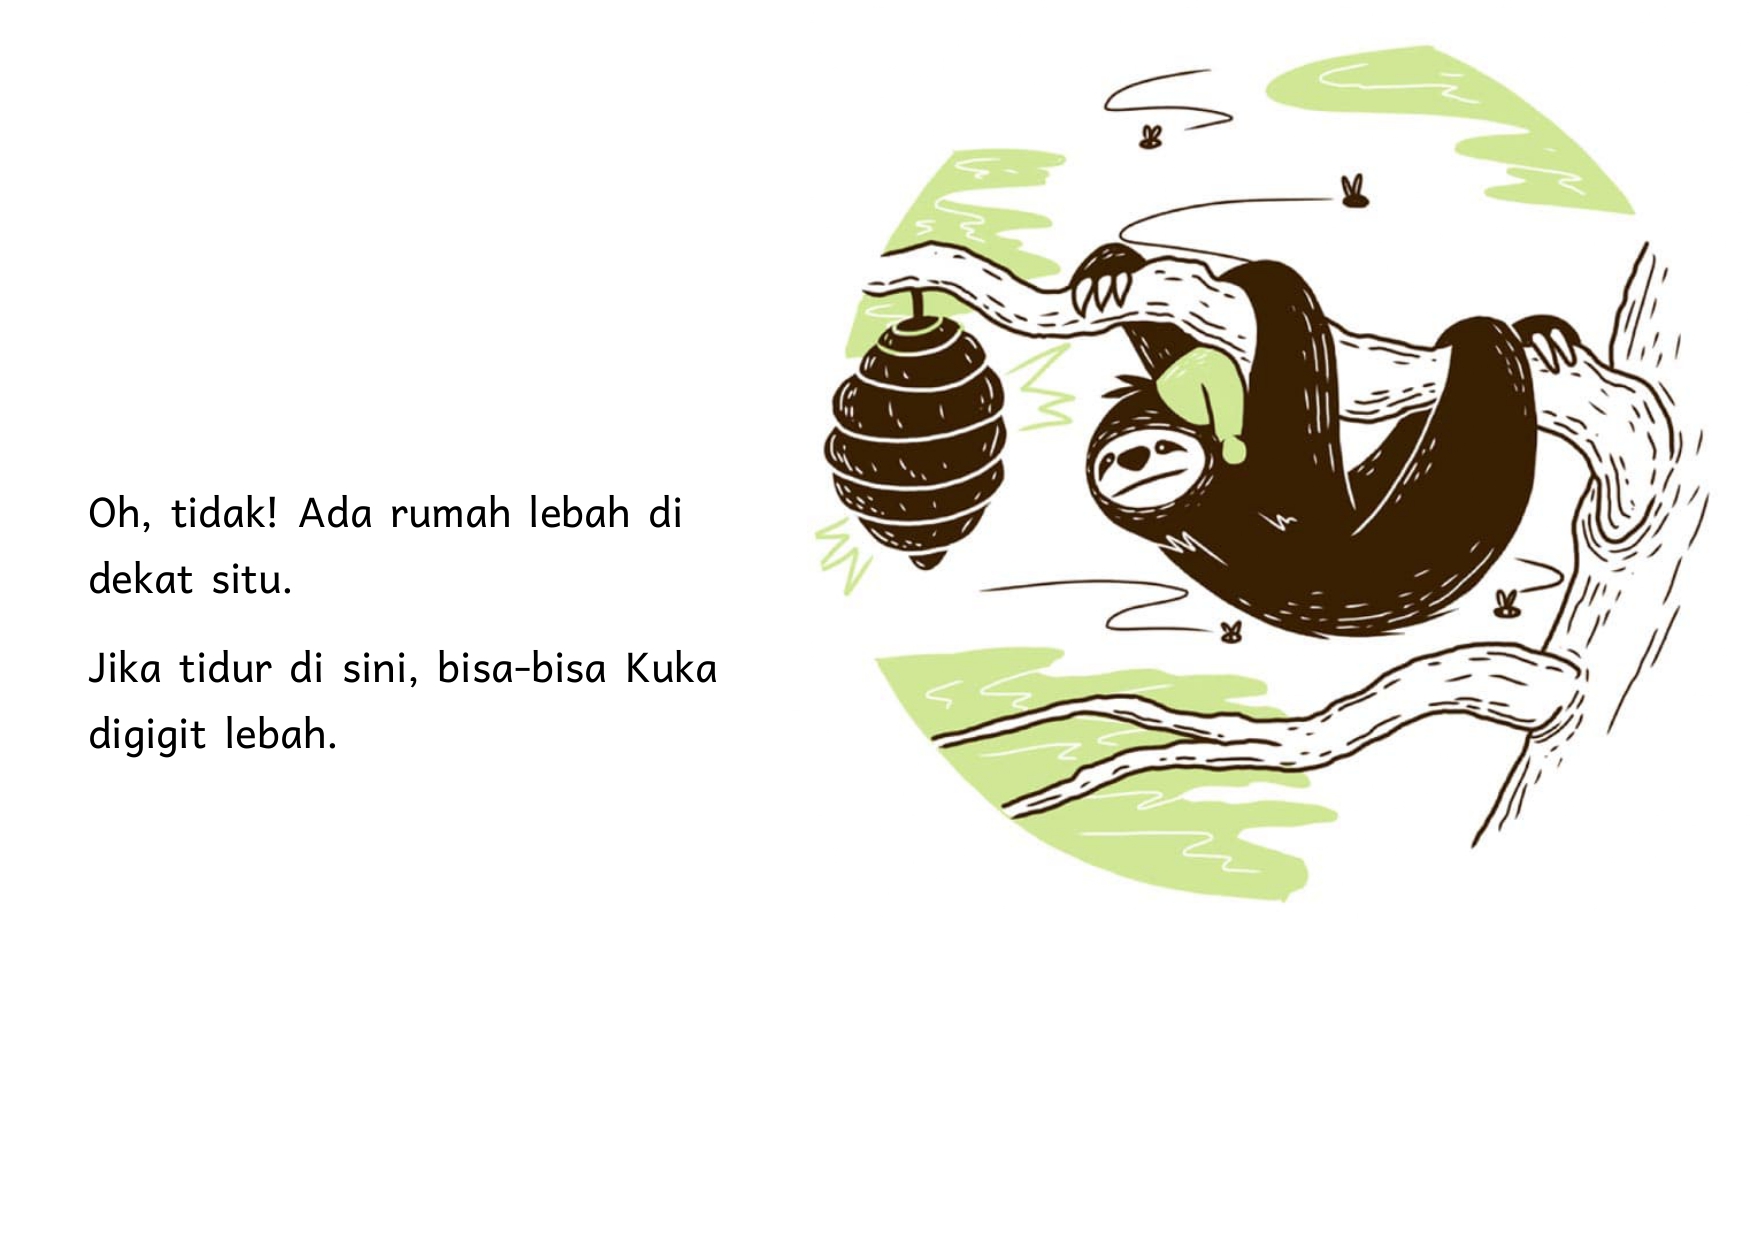 Oh, tidak! Ada rumah lebah di
dekat situ.
Jika tidur di sini, bisa-bisa Kuka
digigit lebah.